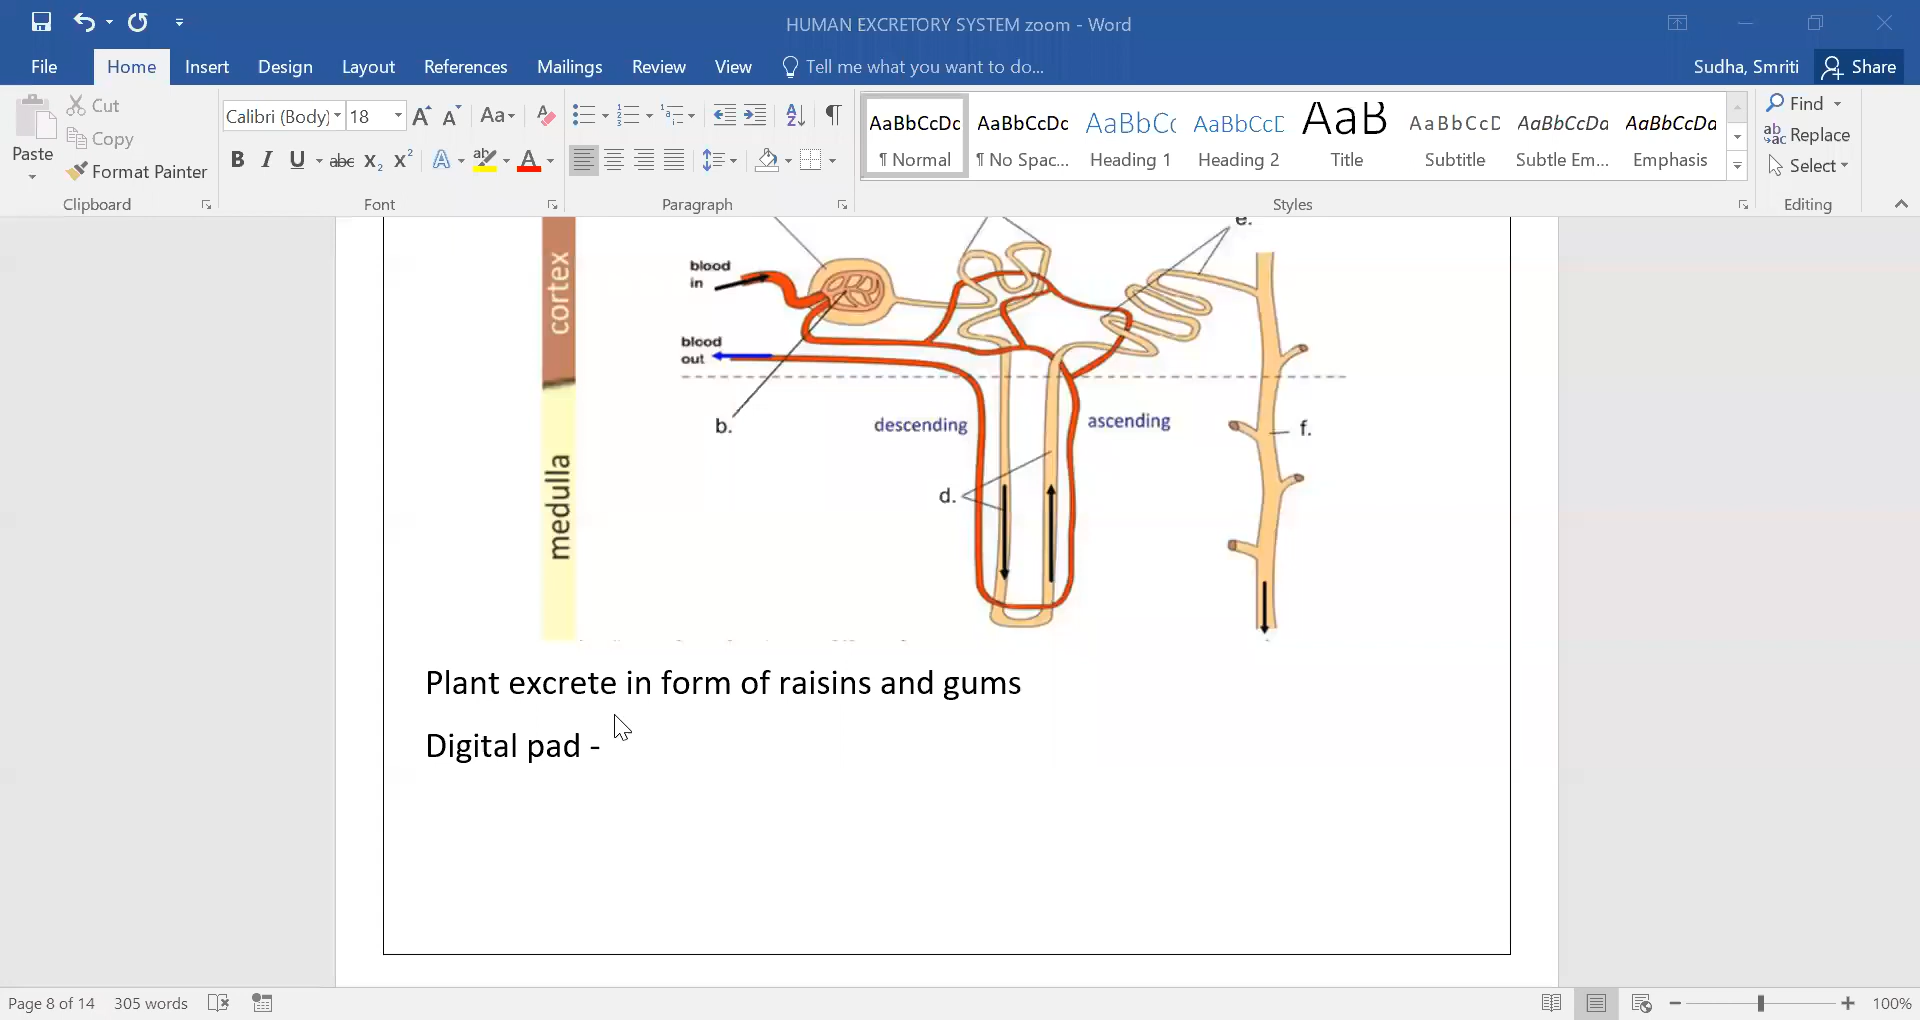 HUMAN EXCRETORY SYSTEM zoom - Word
File Home Insert Design Layout References Mailings Review View Tell me what you want to do... Sudha, Smriti Share
Paste
Cut
Copy
Format Painter
Clipboard
Calibri (Body) 18
Font
Paragraph
AaBbCcDc AaBbCcDc AaBbCc AaBbCcD AaB AaBbCcD AaBbCcDa AaBbCcDa
¶ Normal ¶ No Spac... Heading 1 Heading 2 Title Subtitle Subtle Em... Emphasis
Styles
Find
Replace
Select
Editing
cortex
medulla
e.
blood
in
blood
out
b.
descending
ascending
d.
f.
Plant excrete in form of raisins and gums
Digital pad -
Page 8 of 14 305 words
100%